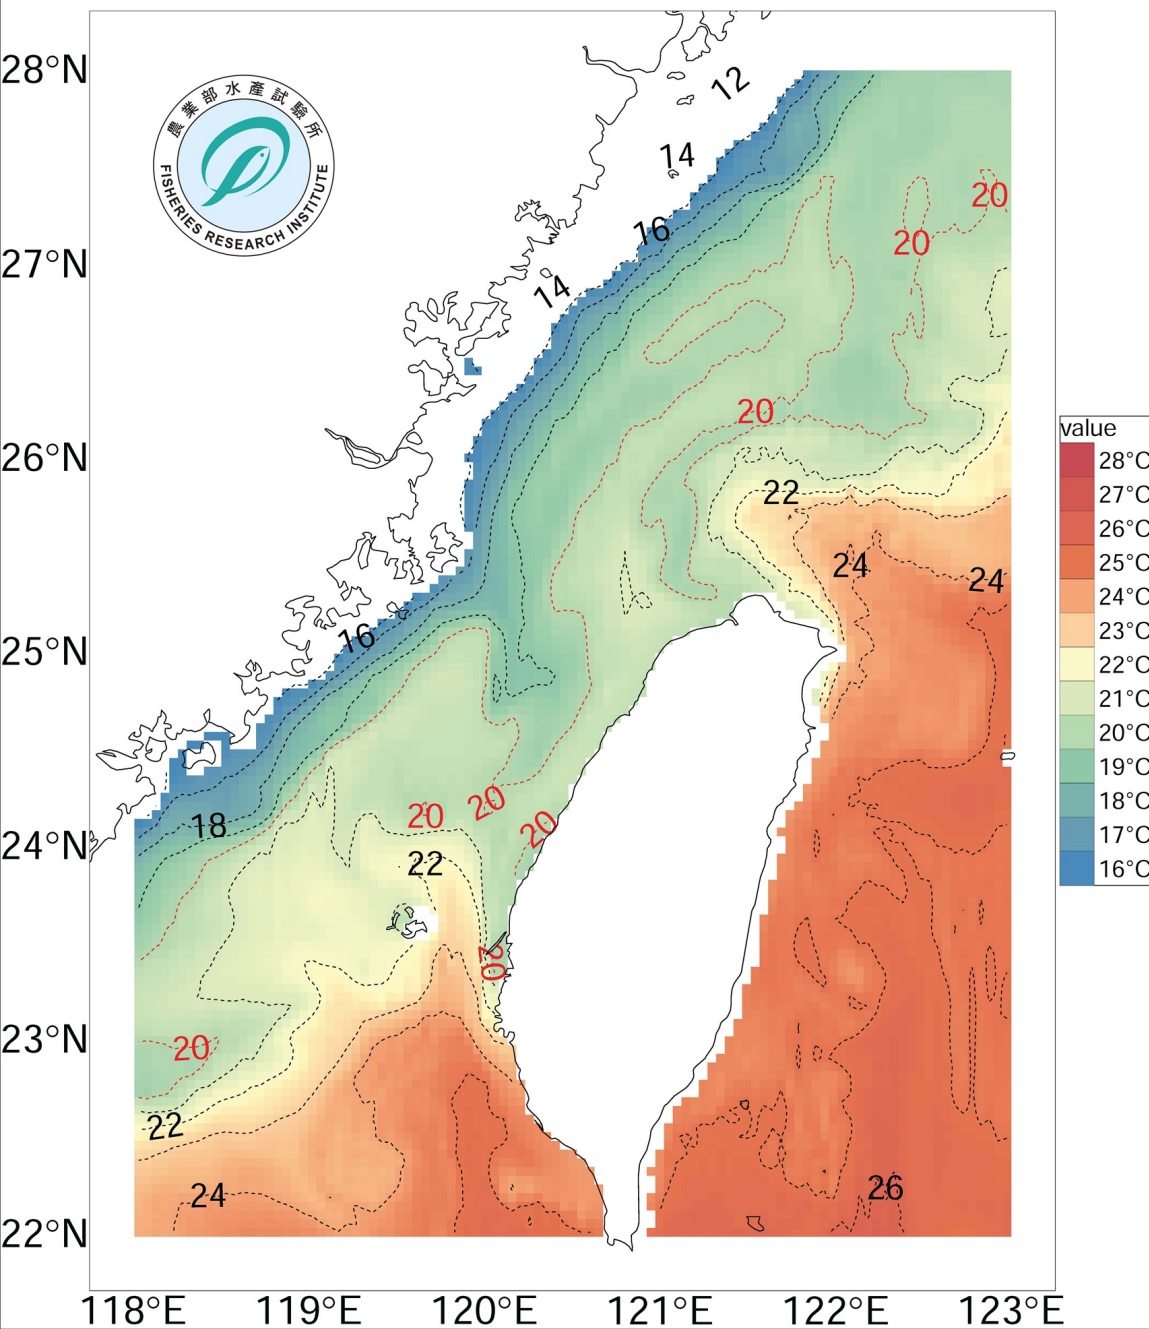 28°N
27°N
26°N
25°N
24°N
23°N
22°N
118°E 119°E 120°E 121°E 122°E 123°E
農業部水產試驗所
FISHERIES RESEARCH INSTITUTE
12
14
16
14
20
20
20
22
24
24
16
18
20
20
20
22
20
20
22
24
26
value
28°C
27°C
26°C
25°C
24°C
23°C
22°C
21°C
20°C
19°C
18°C
17°C
16°C